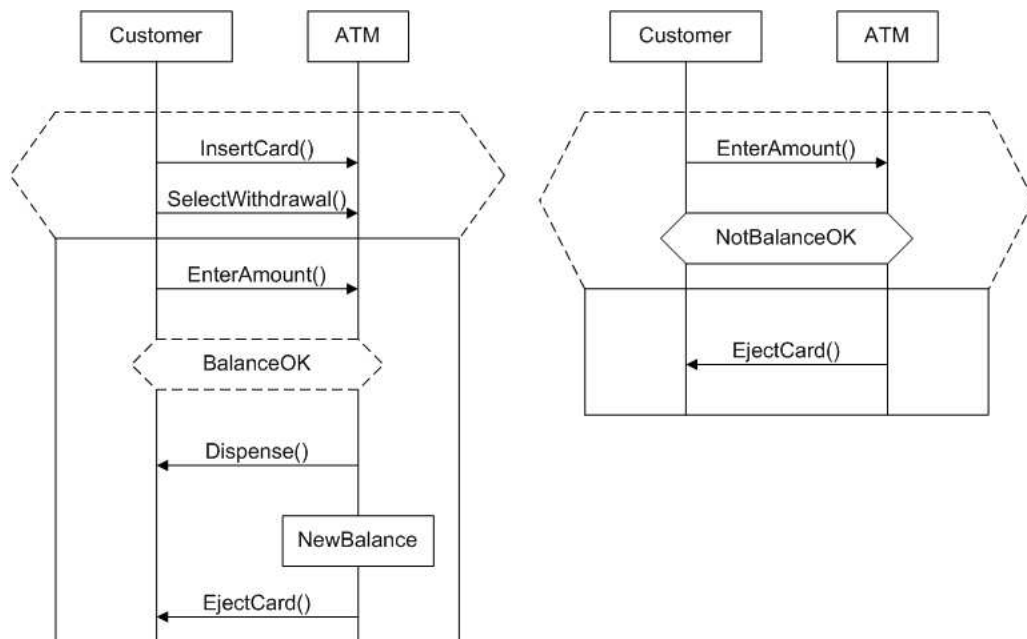 Customer
ATM
InsertCard()
SelectWithdrawal()
EnterAmount()
BalanceOK
Dispense()
NewBalance
EjectCard()
Customer
ATM
EnterAmount()
NotBalanceOK
EjectCard()